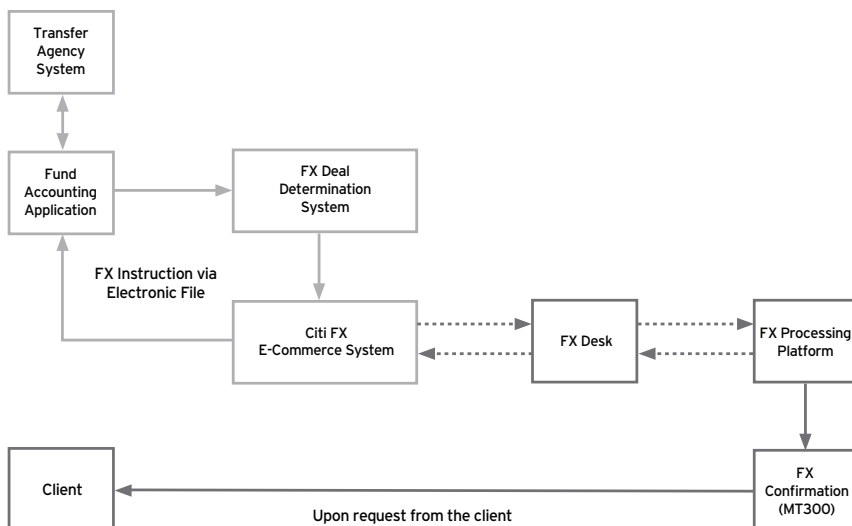 Transfer
Agency
System
Fund
Accounting
Application
FX Deal
Determination
System
FX Instruction via
Electronic File
Citi FX
E-Commerce System
FX Desk
FX Processing
Platform
Client
Upon request from the client
FX
Confirmation
(MT300)